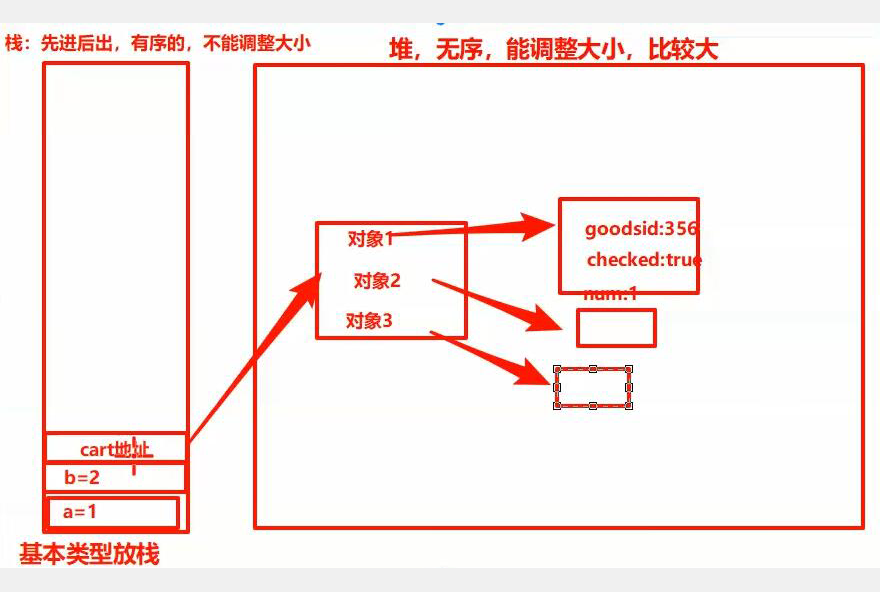 栈：先进后出，有序的，不能调整大小
堆，无序，能调整大小，比较大
对象1
对象2
对象3
goodsid:356
checked:true
num:1
cart地址
b=2
a=1
基本类型放栈